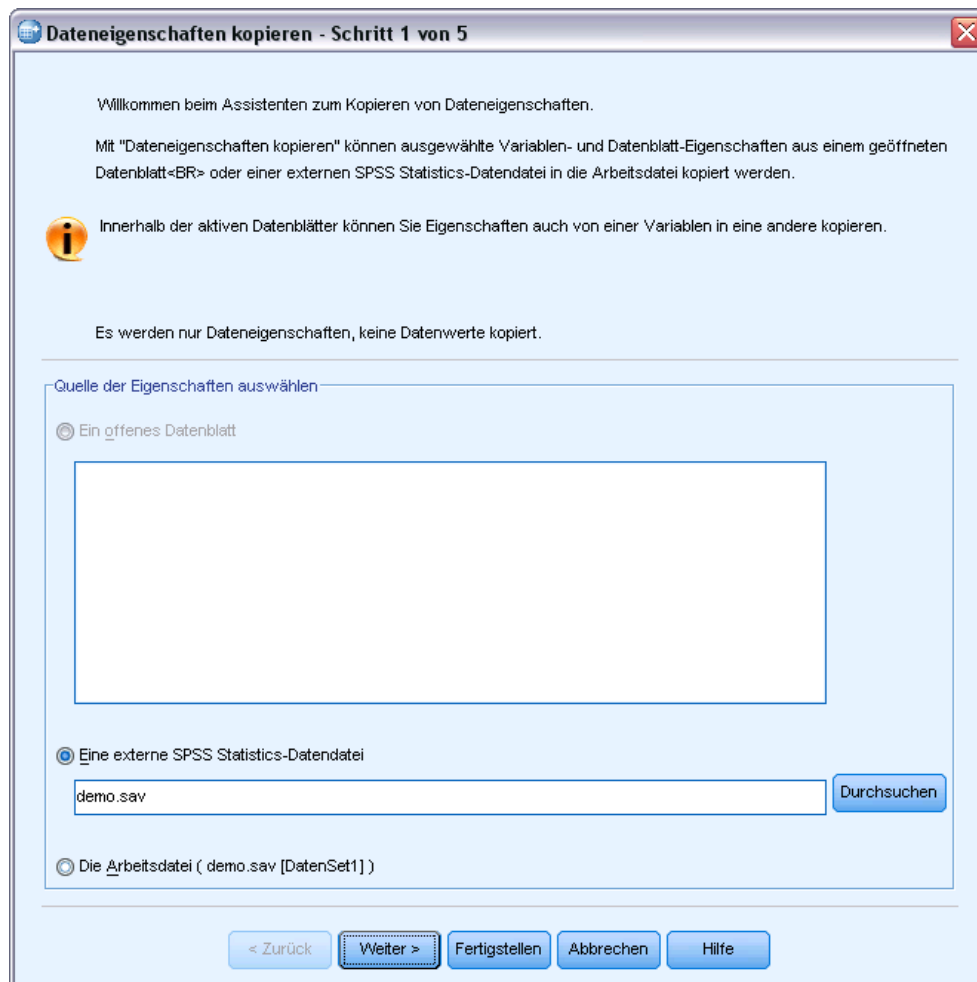 Dateneigenschaften kopieren - Schritt 1 von 5
Willkommen beim Assistenten zum Kopieren von Dateneigenschaften.
Mit "Dateneigenschaften kopieren" können ausgewählte Variablen- und Datenblatt-Eigenschaften aus einem geöffneten
Datenblatt<BR> oder einer externen SPSS Statistics-Datendatei in die Arbeitsdatei kopiert werden.
Innerhalb der aktiven Datenblätter können Sie Eigenschaften auch von einer Variablen in eine andere kopieren.
Es werden nur Dateneigenschaften, keine Datenwerte kopiert.
Quelle der Eigenschaften auswählen
Ein offenes Datenblatt
Eine externe SPSS Statistics-Datendatei
demo.sav
Durchsuchen
Die Arbeitsdatei ( demo.sav [DatenSet1] )
< Zurück
Weiter >
Fertigstellen
Abbrechen
Hilfe